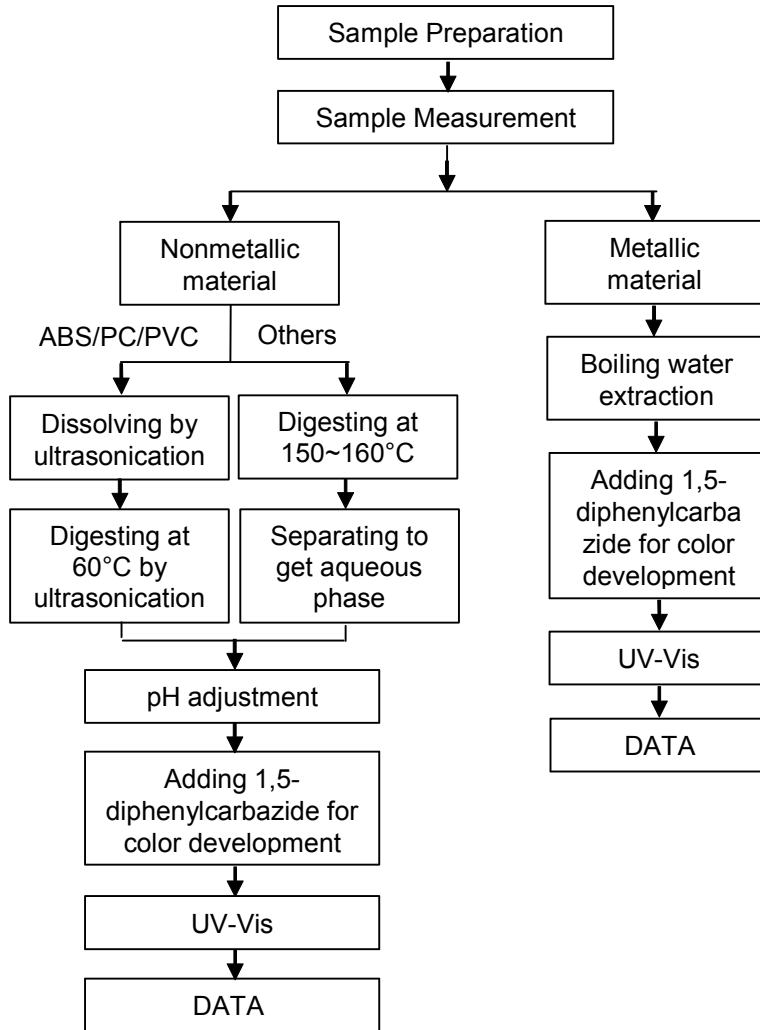 Sample Preparation
Sample Measurement
Nonmetallic
material
ABS/PC/PVC
Others
Dissolving by
ultrasonication
Digesting at
60°C by
ultrasonication
Digesting at
150~160°C
Separating to
get aqueous
phase
pH adjustment
Adding 1,5-
diphenylcarbazide for
color development
UV-Vis
DATA
Metallic
material
Boiling water
extraction
Adding 1,5-
diphenylcarba
zide for color
development
UV-Vis
DATA